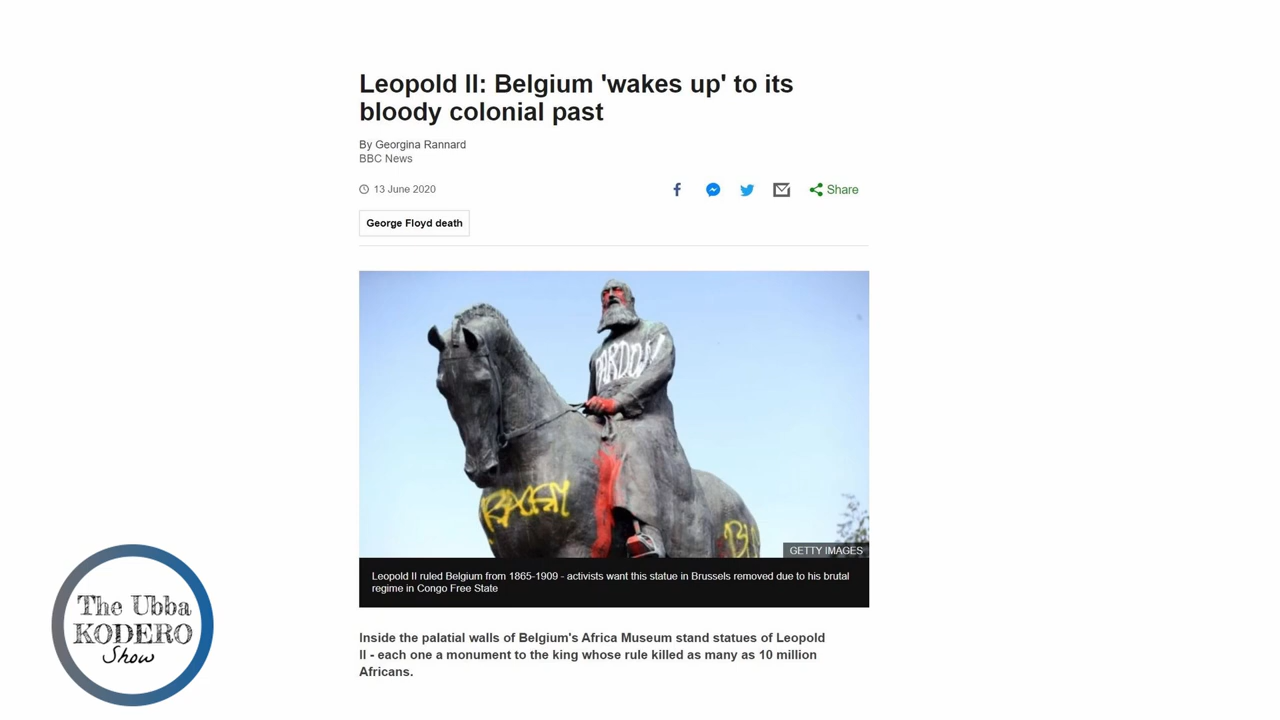 Leopold II: Belgium 'wakes up' to its
bloody colonial past
By Georgina Rannard
BBC News
13 June 2020
Share
George Floyd death
PARDON
GETTY IMAGES
Leopold II ruled Belgium from 1865-1909 - activists want this statue in Brussels removed due to his brutal
regime in Congo Free State
Inside the palatial walls of Belgium's Africa Museum stand statues of Leopold
II - each one a monument to the king whose rule killed as many as 10 million
Africans.
The Ubba
KODERO
Show